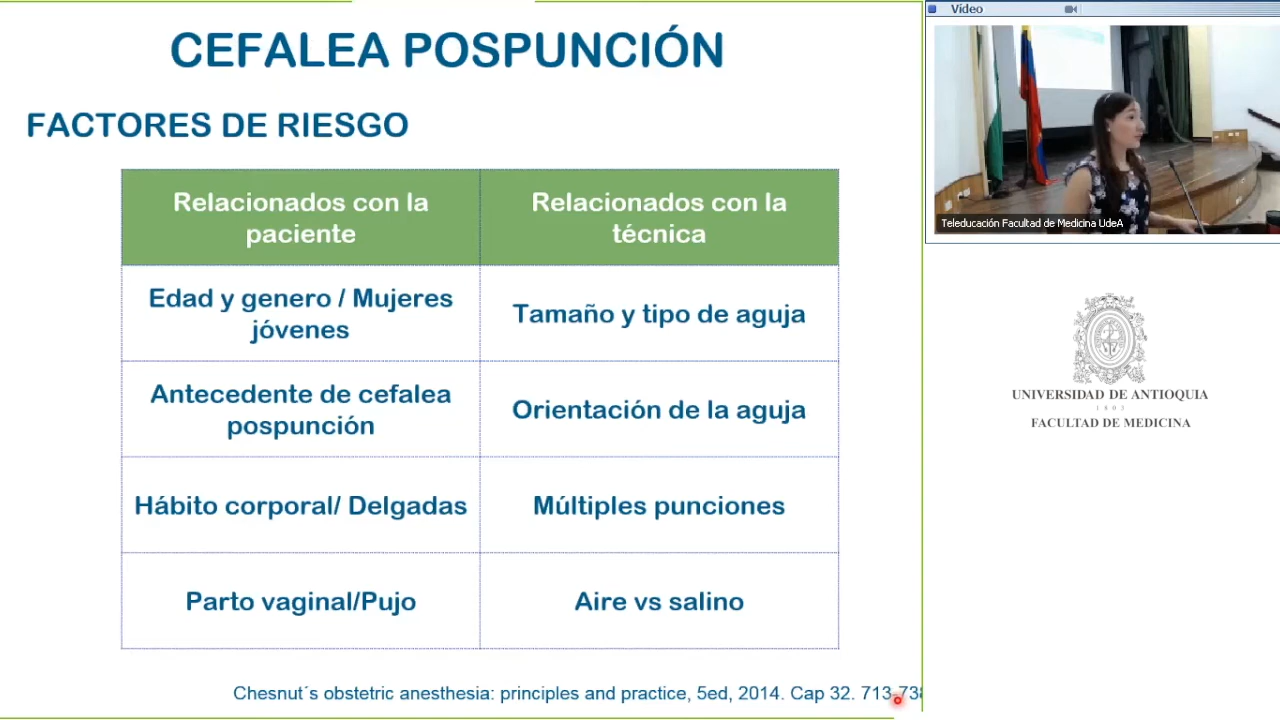 CEFALEA POSPUNCIÓN
FACTORES DE RIESGO
Relacionados con la
paciente
Relacionados con la
técnica
Edad y genero / Mujeres
jóvenes
Tamaño y tipo de aguja
Antecedente de cefalea
pospunción
Orientación de la aguja
Hábito corporal/ Delgadas
Múltiples punciones
Parto vaginal/Pujo
Aire vs salino
Chesnut´s obstetric anesthesia: principles and practice, 5ed, 2014. Cap 32. 713-738
Vídeo
Teleducación Facultad de Medicina UdeA
UNIVERSIDAD DE ANTIOQUIA
1803
FACULTAD DE MEDICINA